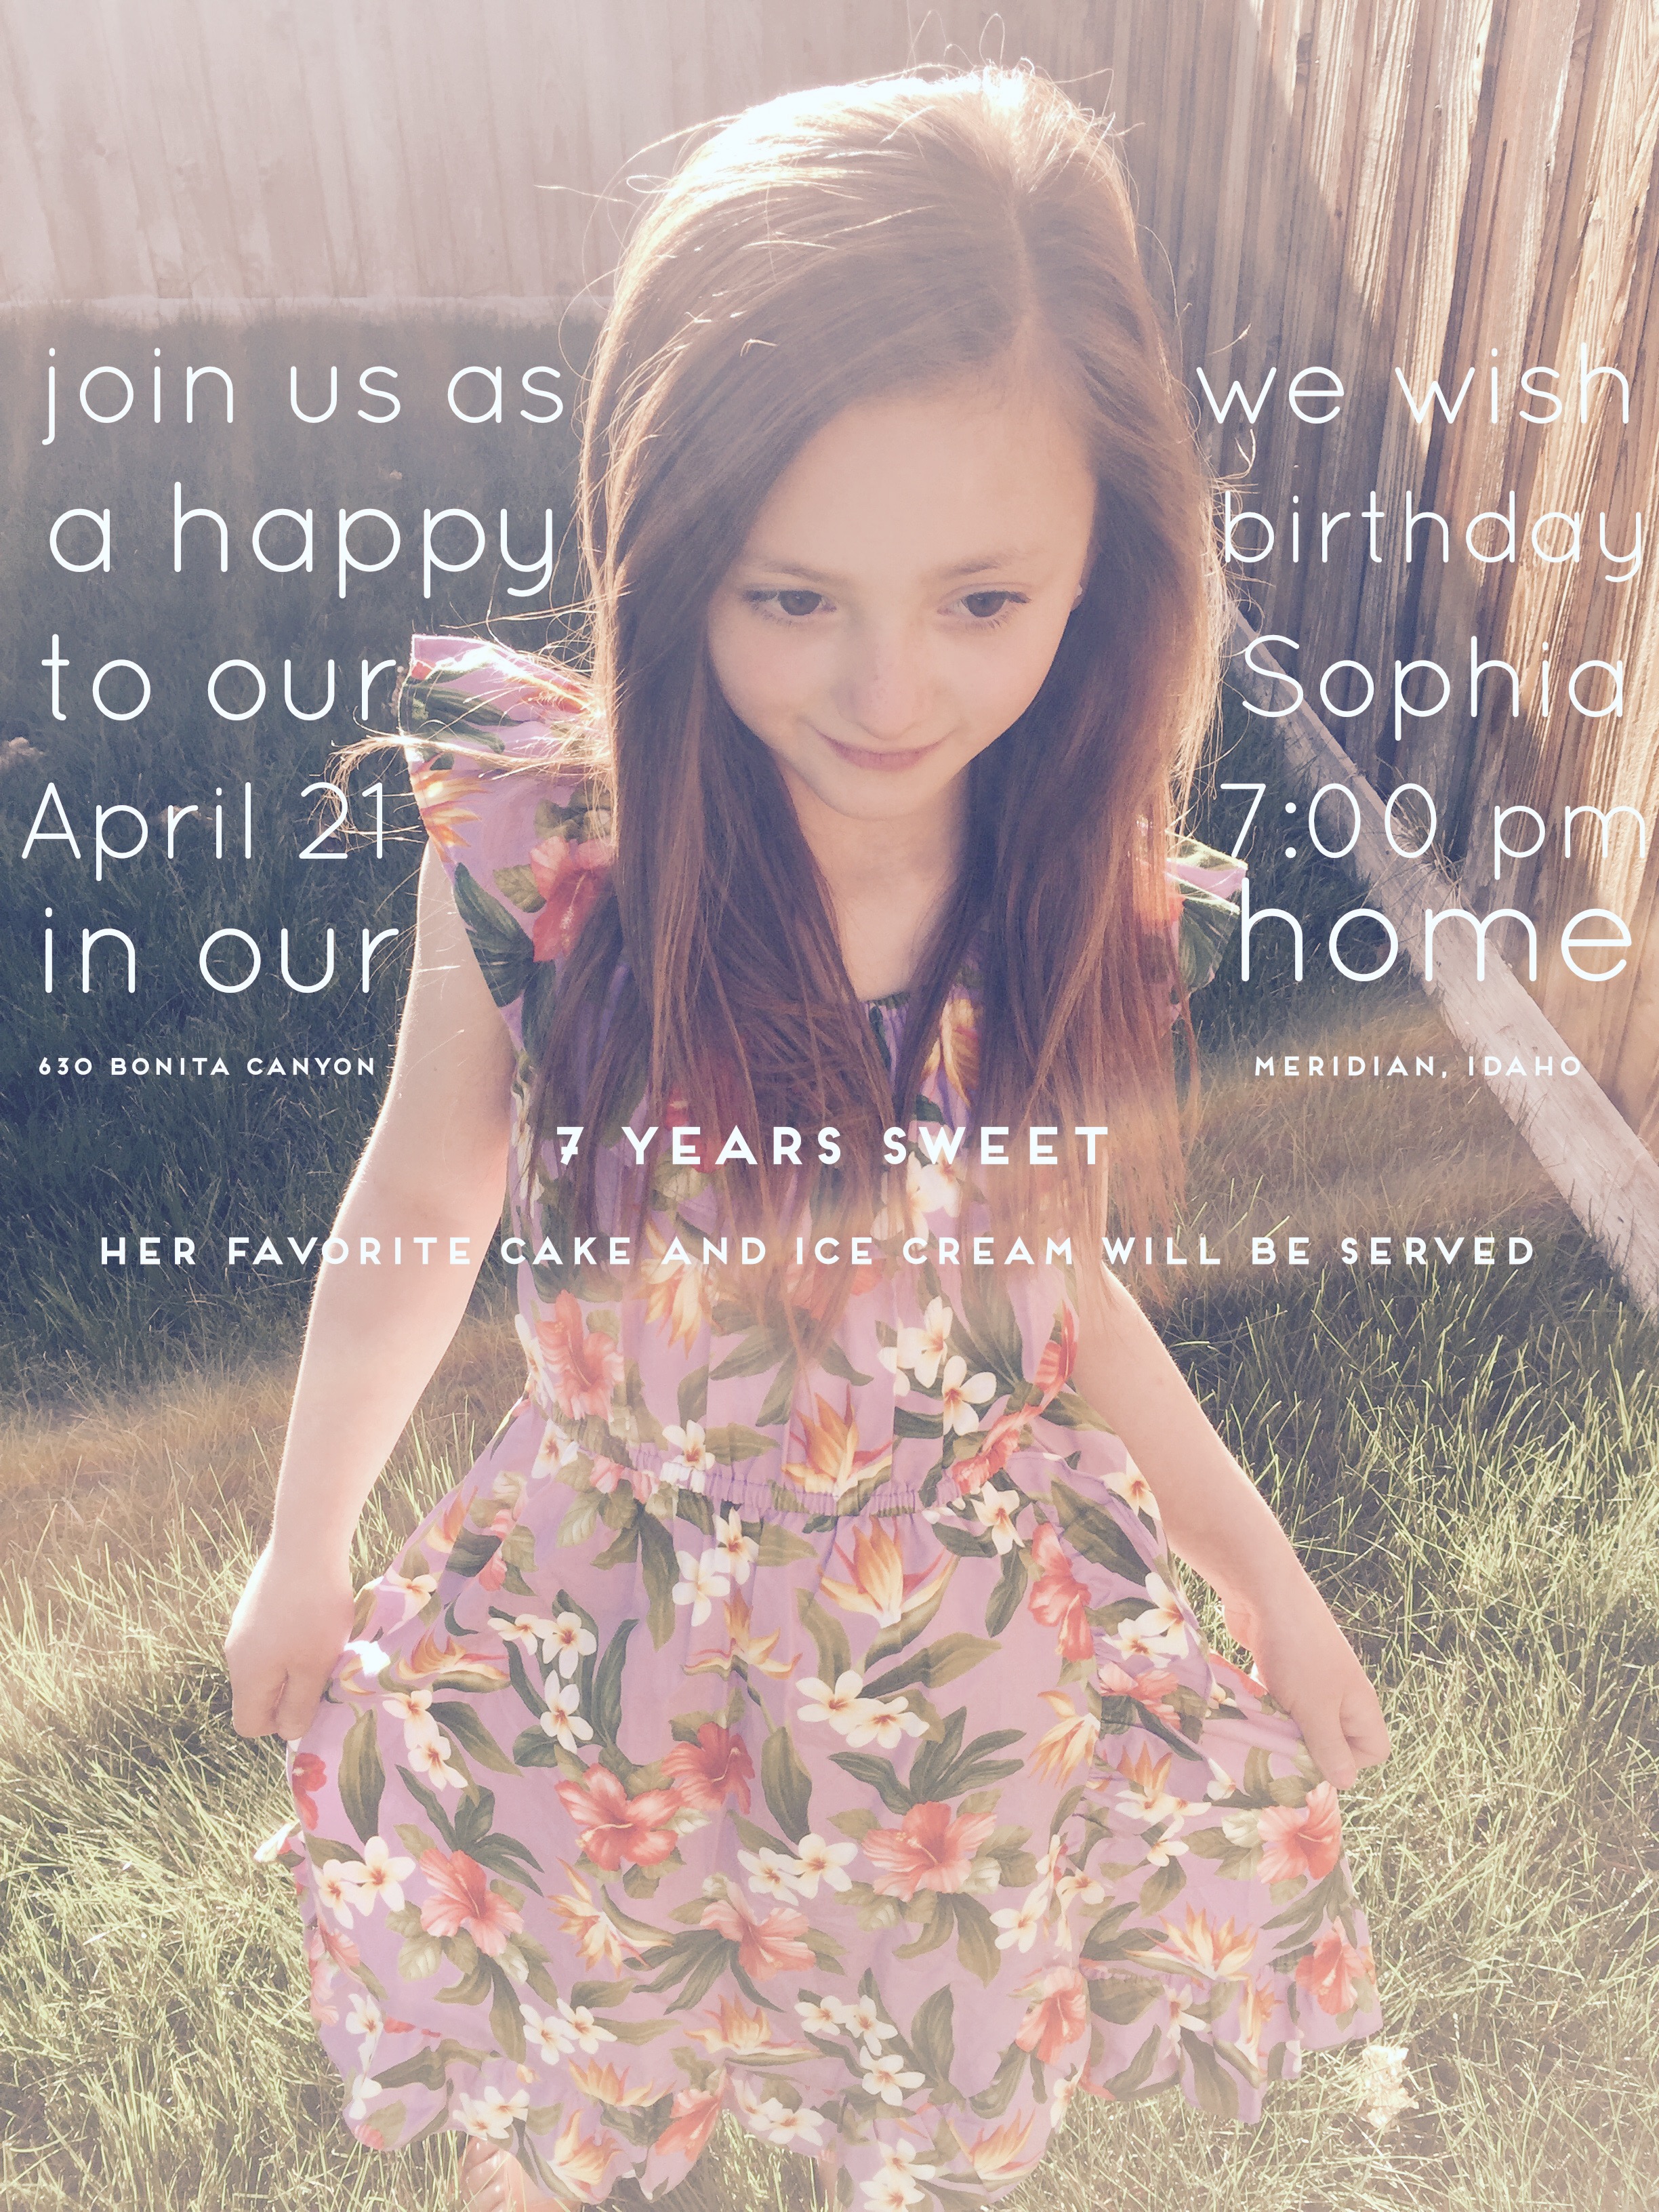 join us as we wish
a happy birthday
to our Sophia
April 21 7:00 pm
in our home
630 BONITA CANYON MERIDIAN, IDAHO
7 YEARS SWEET
HER FAVORITE CAKE AND ICE CREAM WILL BE SERVED